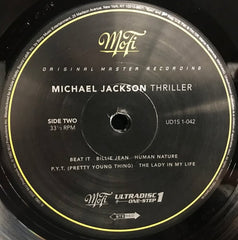 MoFi
ORIGINAL MASTER RECORDING
MICHAEL JACKSON THRILLER
SIDE TWO
33⅓ RPM
UD1S 1-042
BEAT IT · BILLIE JEAN · HUMAN NATURE
P.Y.T. (PRETTY YOUNG THING) · THE LADY IN MY LIFE
MoFi
ULTRADISC
ONE-STEP 1